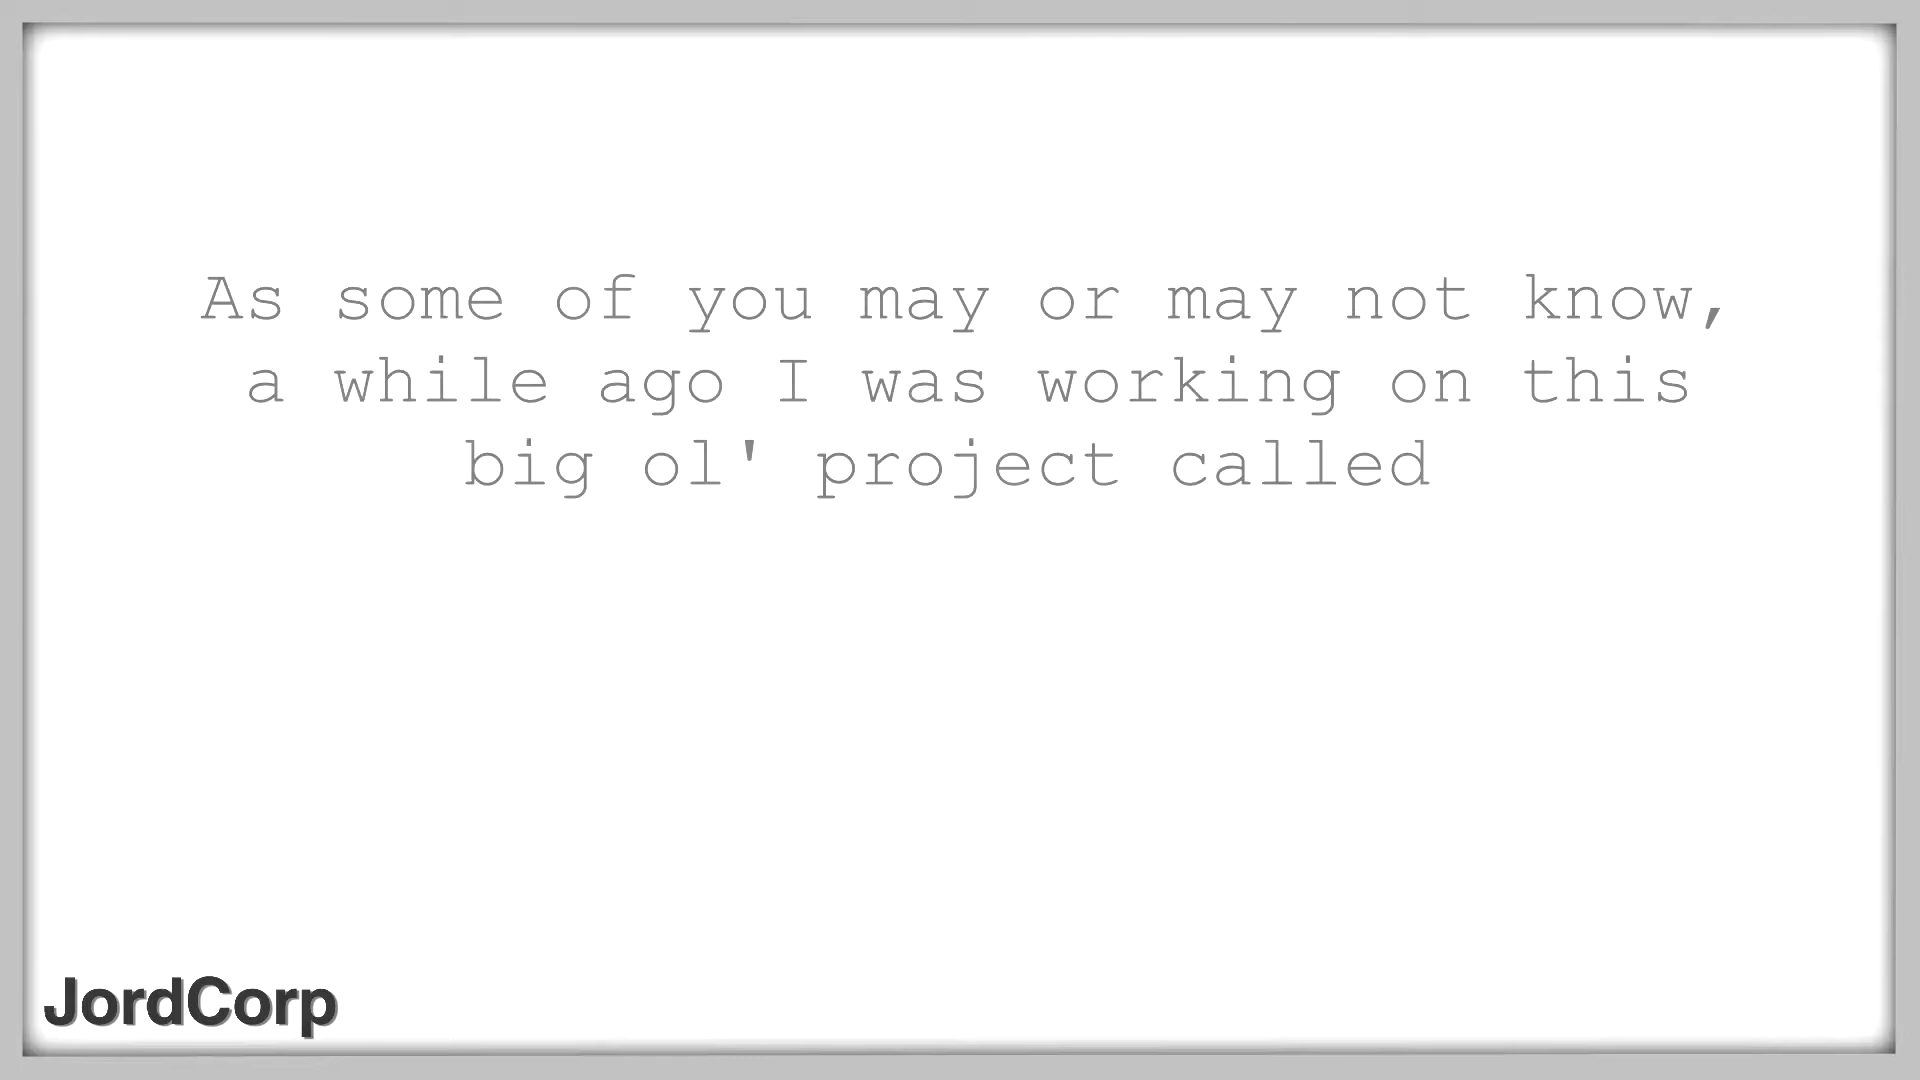 As some of you may or may not know,
a while ago I was working on this
big ol' project called
JordCorp